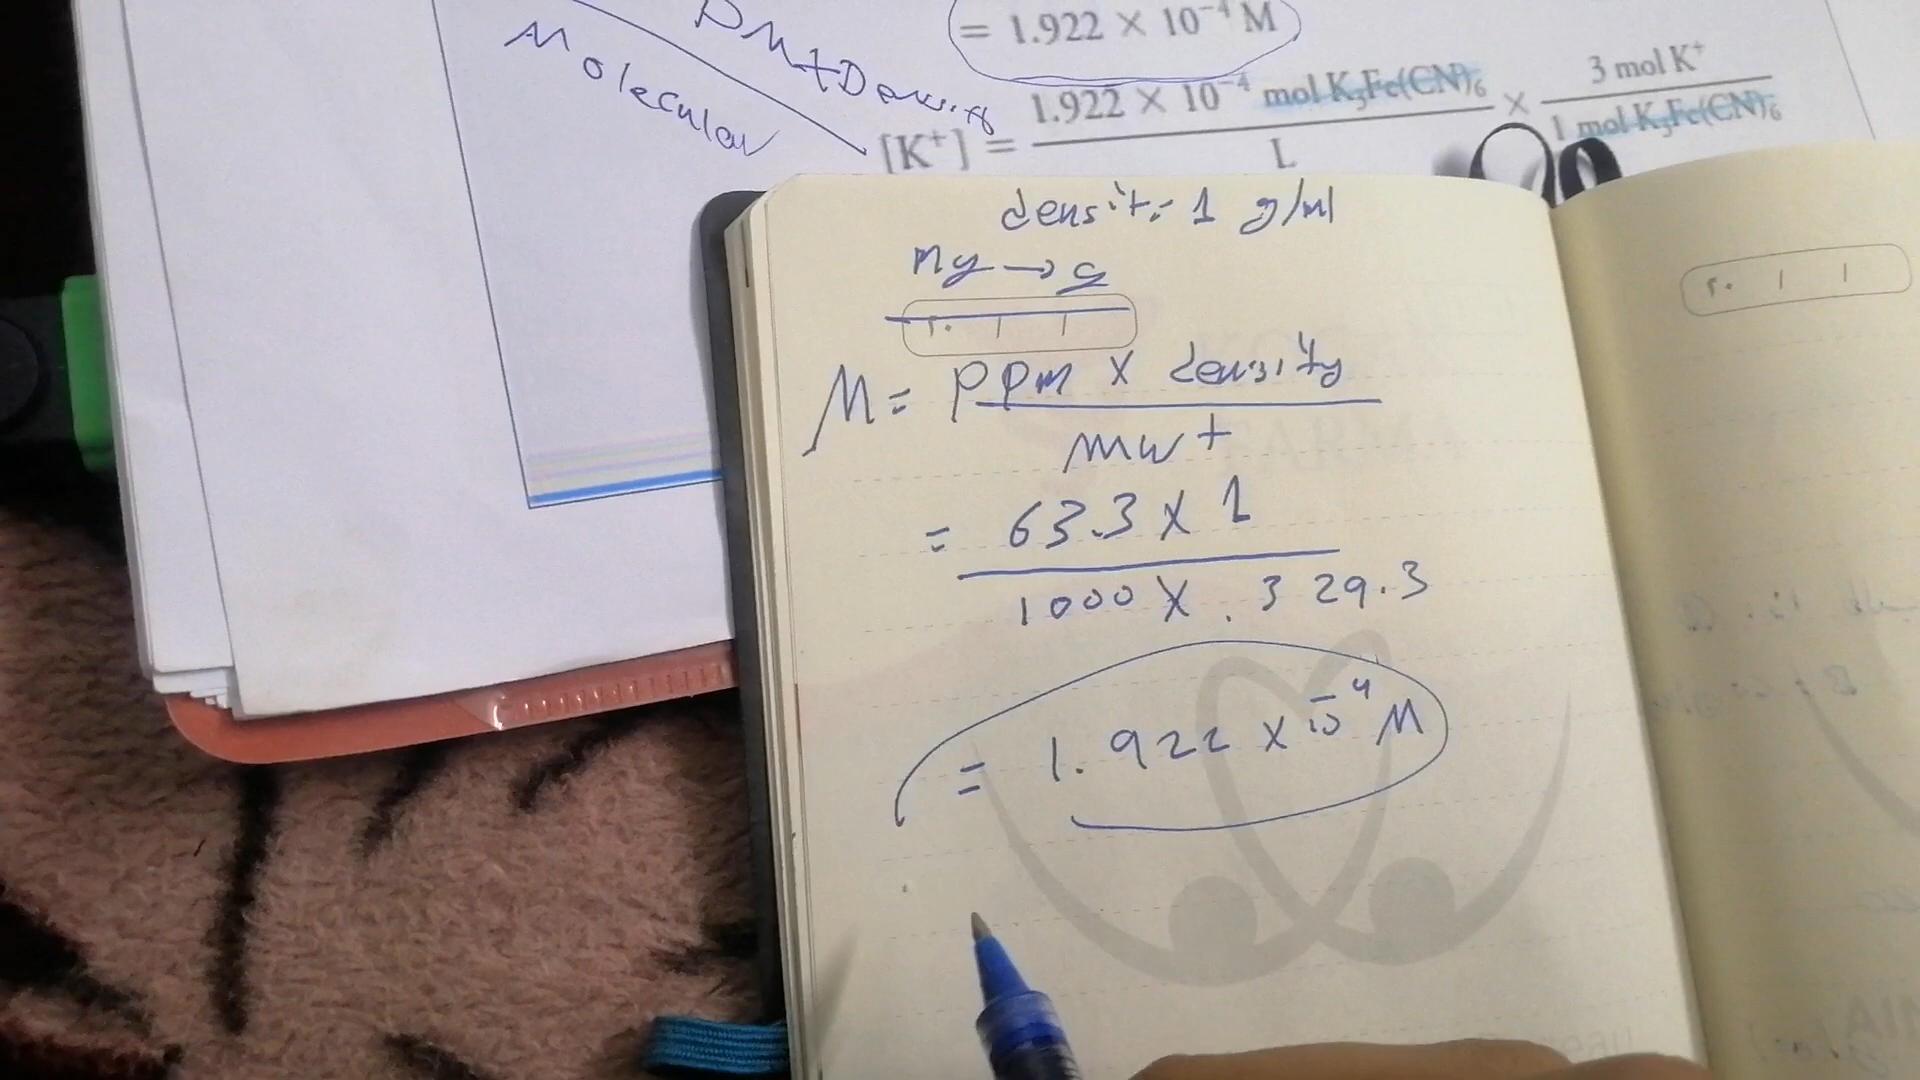 = 1.922 × 10⁻⁴ M
PM+Density
Molecular
[K⁺] = 1.922 × 10⁻⁴ mol K₃Fe(CN)₆ / L × 3 mol K⁺ / 1 mol K₃Fe(CN)₆
density = 1 g/ml
mg → g
M = PPM X density
mwt
= 63.3 X 1
1000 X . 329.3
= 1.922 x 10⁻⁴ M